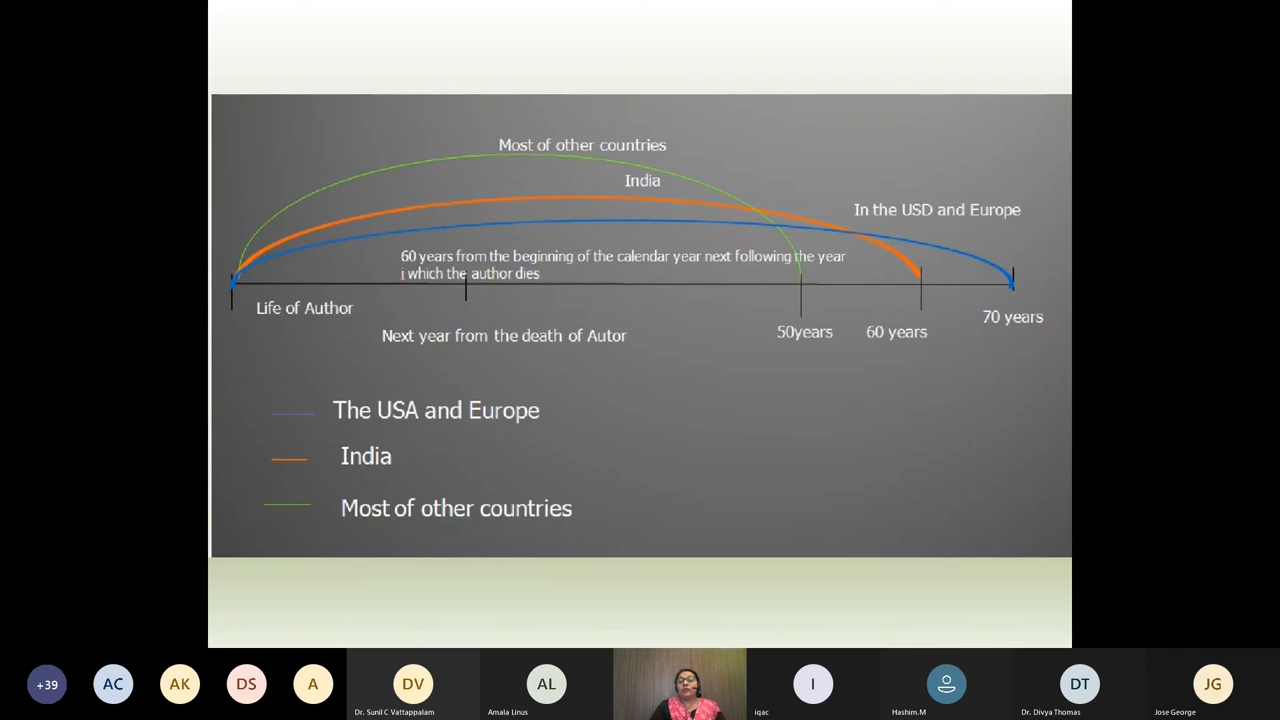 Most of other countries
India
In the USD and Europe
60 years from the beginning of the calendar year next following the year
i which the author dies
Life of Author
Next year from the death of Autor
50years
60 years
70 years
The USA and Europe
India
Most of other countries
+39
AC
AK
DS
A
DV
AL
I
DT
JG
Dr. Sunil C Vattappalam
Amala Linus
iqac
Hashim.M
Dr. Divya Thomas
Jose George